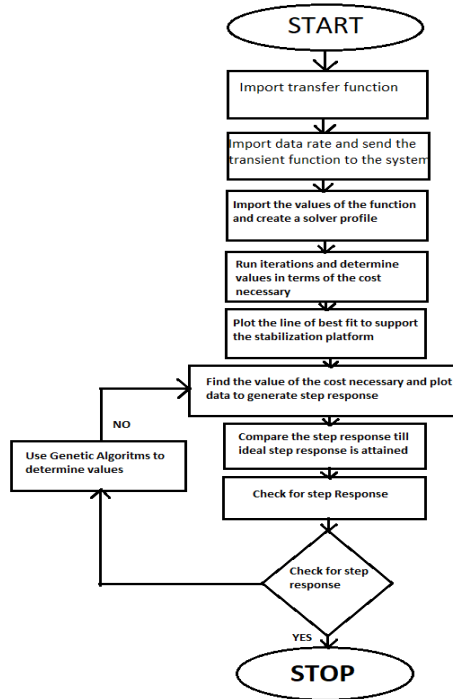 START
Import transfer function
Import data rate and send the
transient function to the system
Import the values of the function
and create a solver profile
Run iterations and determine
values in terms of the cost
necessary
Plot the line of best fit to support
the stabilization platform
Find the value of the cost necessary and plot
data to generate step response
NO
Use Genetic Algoritms to
determine values
Compare the step response till
ideal step response is attained
Check for step Response
Check for step
response
YES
STOP